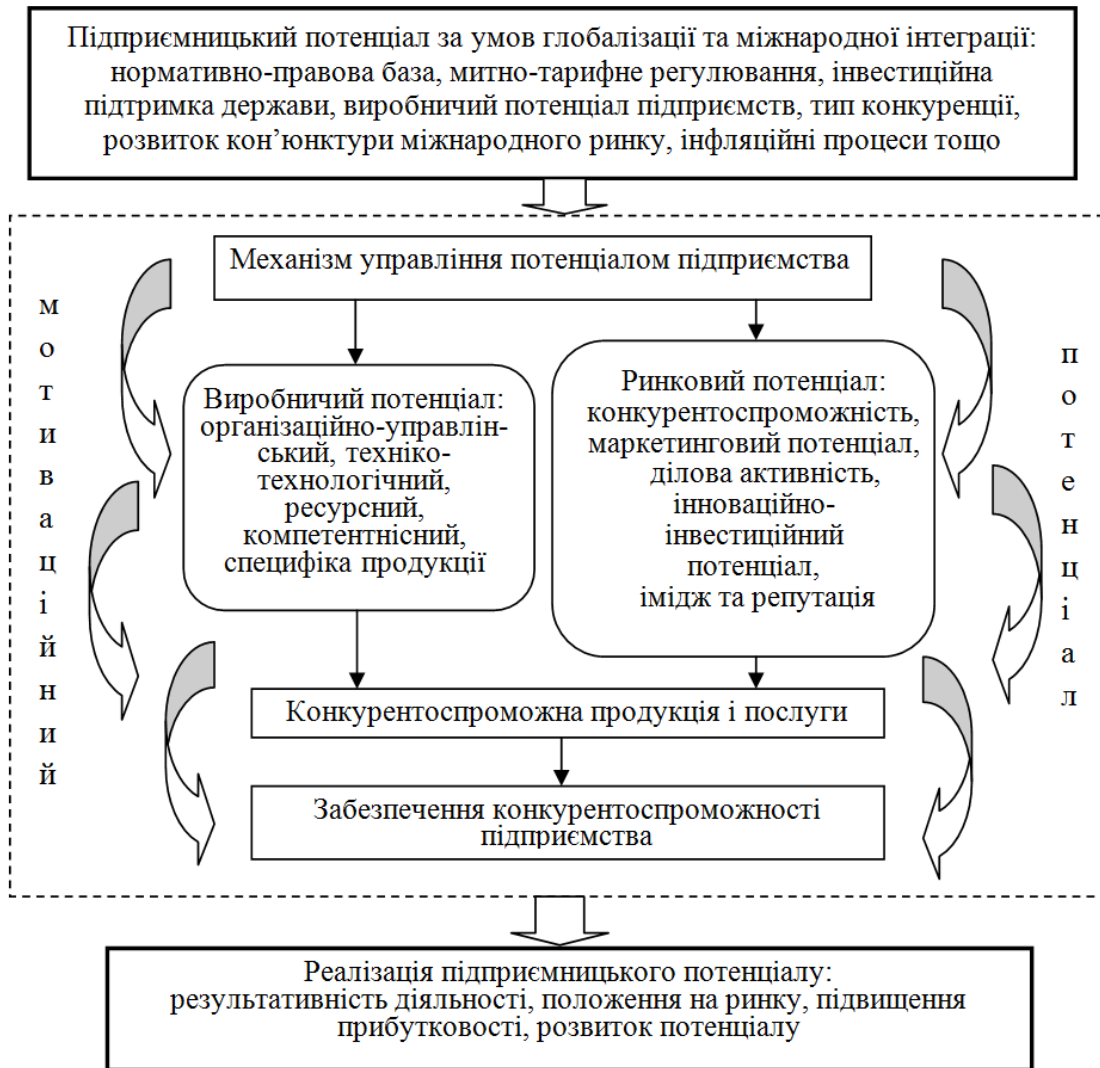 Підприємницький потенціал за умов глобалізації та міжнародної інтеграції:
нормативно-правова база, митно-тарифне регулювання, інвестиційна
підтримка держави, виробничий потенціал підприємств, тип конкуренції,
розвиток кон’юнктури міжнародного ринку, інфляційні процеси тощо
Механізм управління потенціалом підприємства
мотиваційний
Виробничий потенціал:
організаційно-управлін-
ський, техніко-
технологічний,
ресурсний,
компетентнісний,
специфіка продукції
Ринковий потенціал:
конкурентоспроможність,
маркетинговий потенціал,
ділова активність,
інноваційно-
інвестиційний
потенціал,
імідж та репутація
потенціал
Конкурентоспроможна продукція і послуги
Забезпечення конкурентоспроможності
підприємства
Реалізація підприємницького потенціалу:
результативність діяльності, положення на ринку, підвищення
прибутковості, розвиток потенціалу